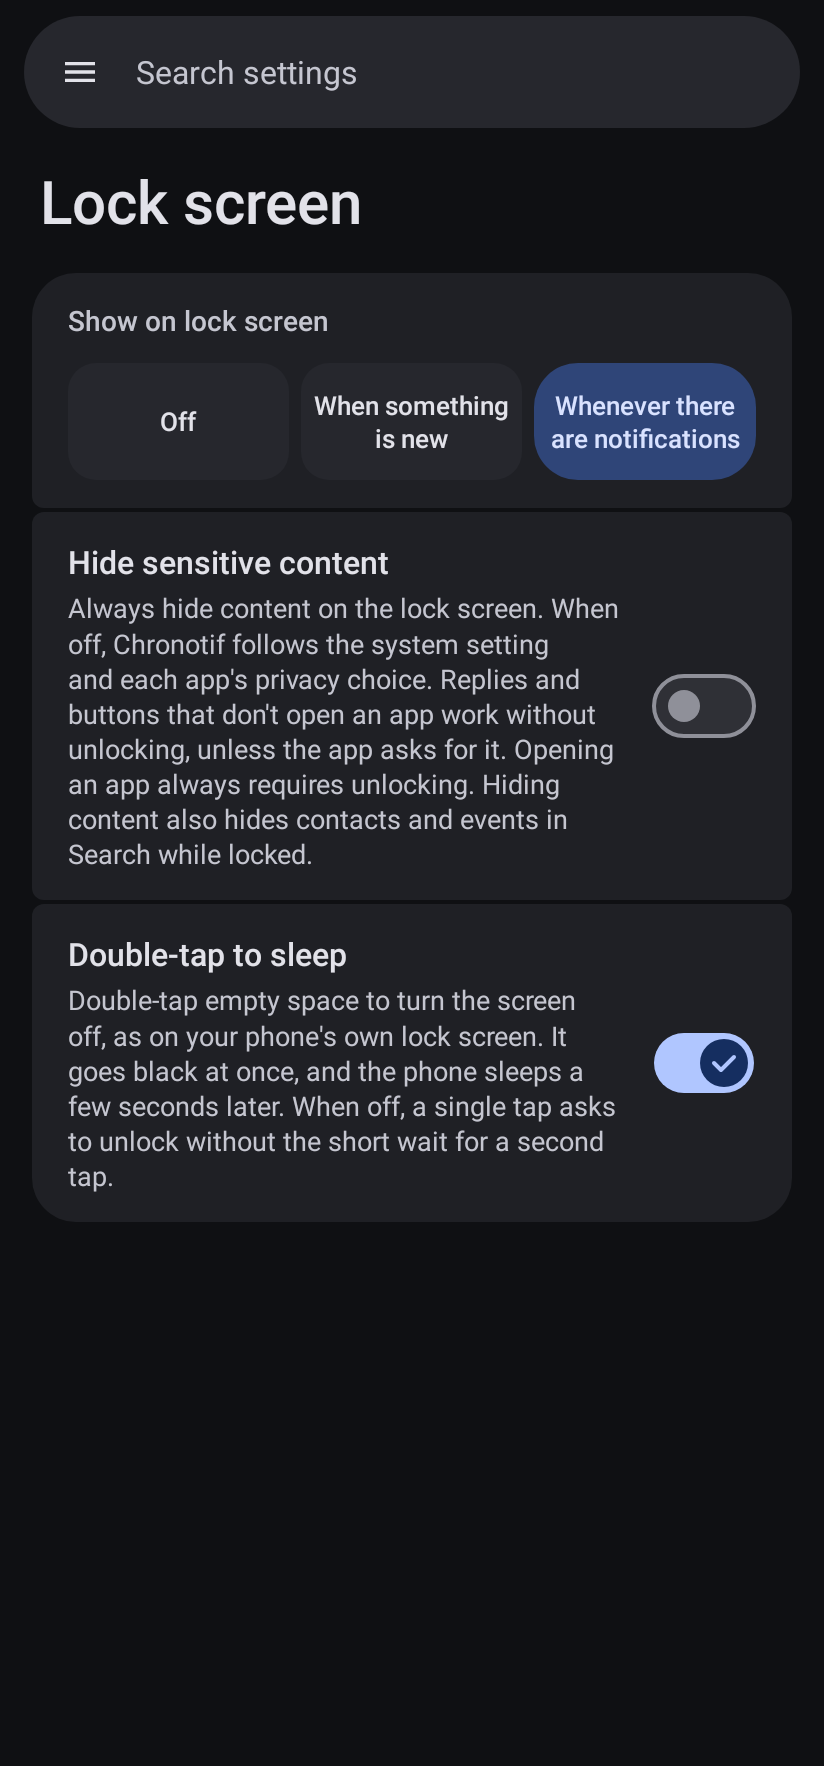 Search settings
Lock screen
Show on lock screen
Off
When something
is new
Whenever there
are notifications
Hide sensitive content
Always hide content on the lock screen. When
off, Chronotif follows the system setting
and each app's privacy choice. Replies and
buttons that don't open an app work without
unlocking, unless the app asks for it. Opening
an app always requires unlocking. Hiding
content also hides contacts and events in
Search while locked.
Double-tap to sleep
Double-tap empty space to turn the screen
off, as on your phone's own lock screen. It
goes black at once, and the phone sleeps a
few seconds later. When off, a single tap asks
to unlock without the short wait for a second
tap.